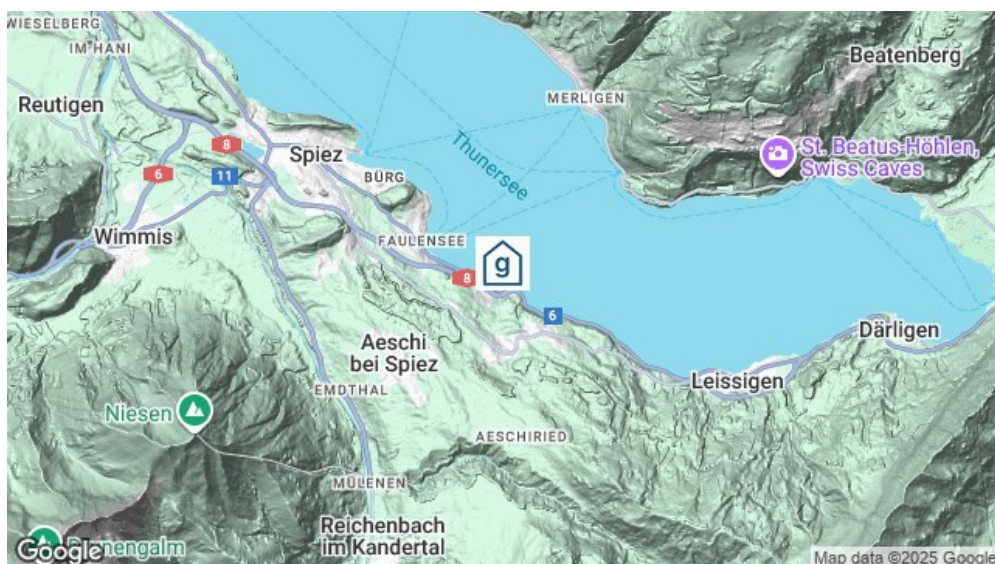 WIESELBERG
IM HANI
Reutigen
8
6
11
Spiez
BÜRG
Wimmis
FAULENSEE
g
8
6
Thunersee
MERLIGEN
Beatenberg
St. Beatus-Höhlen,
Swiss Caves
Därligen
Leissigen
Aeschi
bei Spiez
EMDTHAL
Niesen
AESCHIRIED
MÜLENEN
Reichenbach
im Kandertal
Google
Map data ©2025 Google